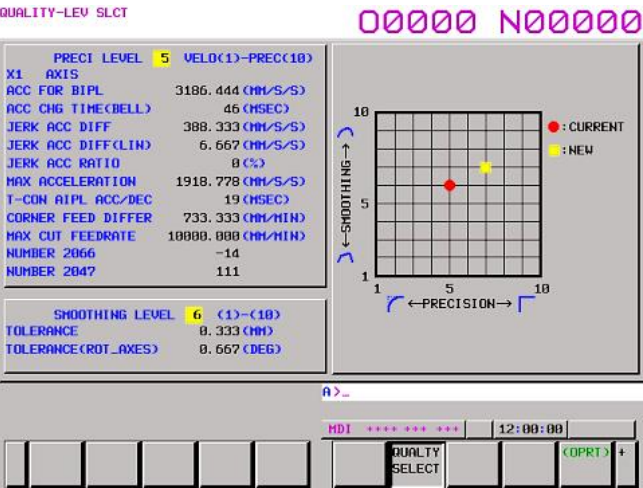 QUALITY-LEV SLCT
O0000 N00000
PRECI LEVEL 5 VELO(1)-PREC(10)
X1 AXIS
ACC FOR BIPL 3186.444(MM/S/S)
ACC CHG TIME(BELL) 46(MSEC)
JERK ACC DIFF 388.333(MM/S/S)
JERK ACC DIFF(LIN) 6.667(MM/S/S)
JERK ACC RATIO 0(%)
MAX ACCELERATION 1918.778(MM/S/S)
T-CON AIPL ACC/DEC 19(MSEC)
CORNER FEED DIFFER 733.333(MM/MIN)
MAX CUT FEEDRATE 10000.000(MM/MIN)
NUMBER 2066 -14
NUMBER 2047 111
SMOOTHING LEVEL 6 (1)-(10)
TOLERANCE 0.333(MM)
TOLERANCE(ROT_AXES) 0.667(DEG)
10
5
1
←SMOOTHING→
1 5 10
←PRECISION→
:CURRENT
:NEW
A>_
MDI ++++ +++ +++ 12:00:00
QUALTY
SELECT
(OPRT) +